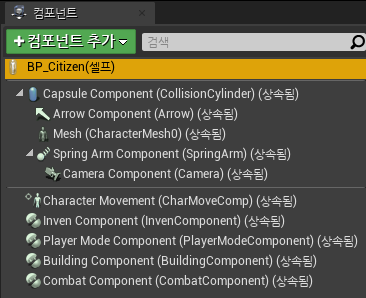 컴포넌트
+컴포넌트 추가
검색
BP_Citizen(셀프)
Capsule Component (CollisionCylinder) (상속됨)
Arrow Component (Arrow) (상속됨)
Mesh (CharacterMesh0) (상속됨)
Spring Arm Component (SpringArm) (상속됨)
Camera Component (Camera) (상속됨)
Character Movement (CharMoveComp) (상속됨)
Inven Component (InvenComponent) (상속됨)
Player Mode Component (PlayerModeComponent) (상속됨)
Building Component (BuildingComponent) (상속됨)
Combat Component (CombatComponent) (상속됨)